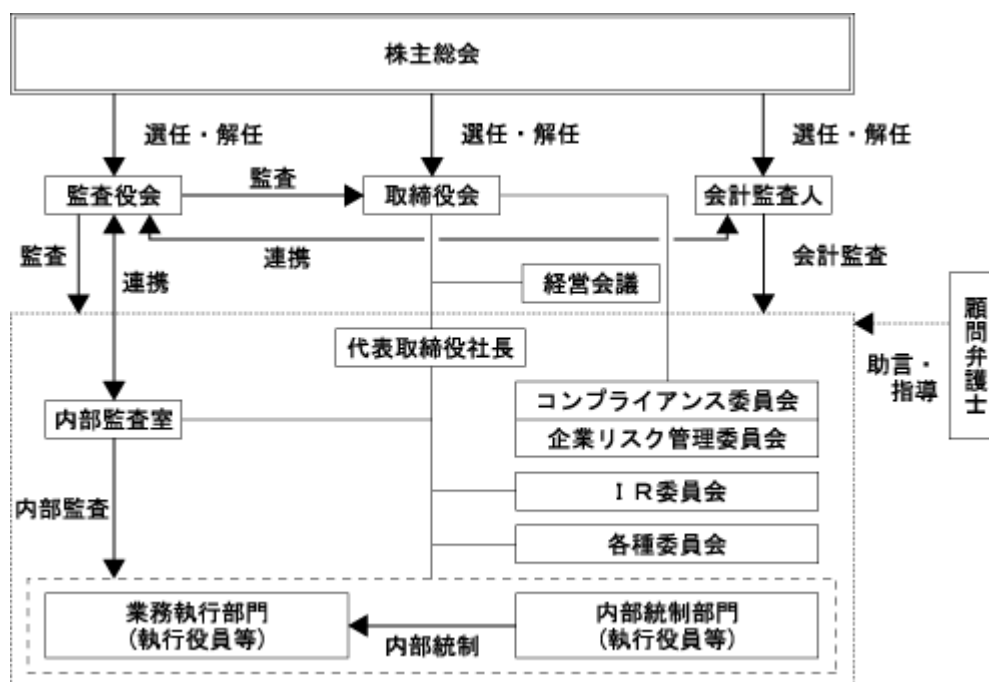 株主総会
選任・解任
選任・解任
選任・解任
監査役会
監査
取締役会
会計監査人
監査
連携
連携
会計監査
経営会議
顧問弁護士
代表取締役社長
助言・
指導
コンプライアンス委員会
内部監査室
企業リスク管理委員会
ＩＲ委員会
内部監査
各種委員会
業務執行部門
(執行役員等)
内部統制
内部統制部門
(執行役員等)